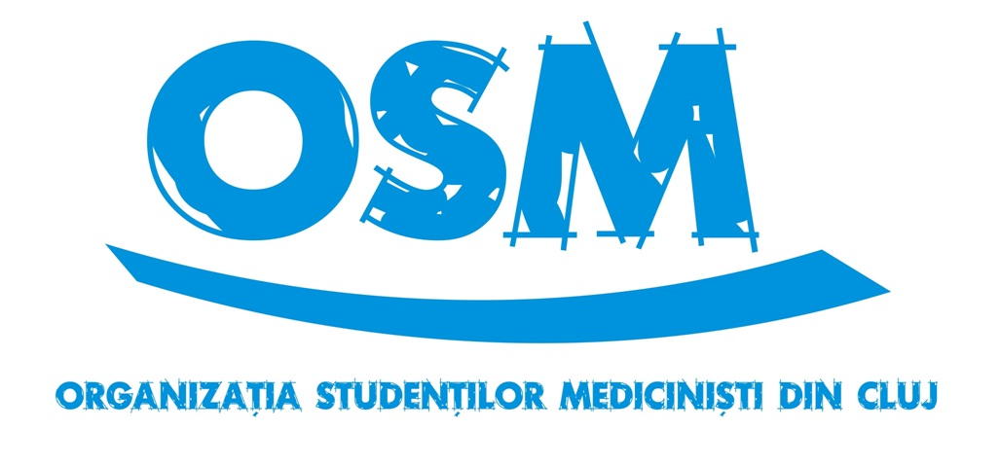 OSM
ORGANIZAȚIA STUDENȚILOR MEDICINIȘTI DIN CLUJ